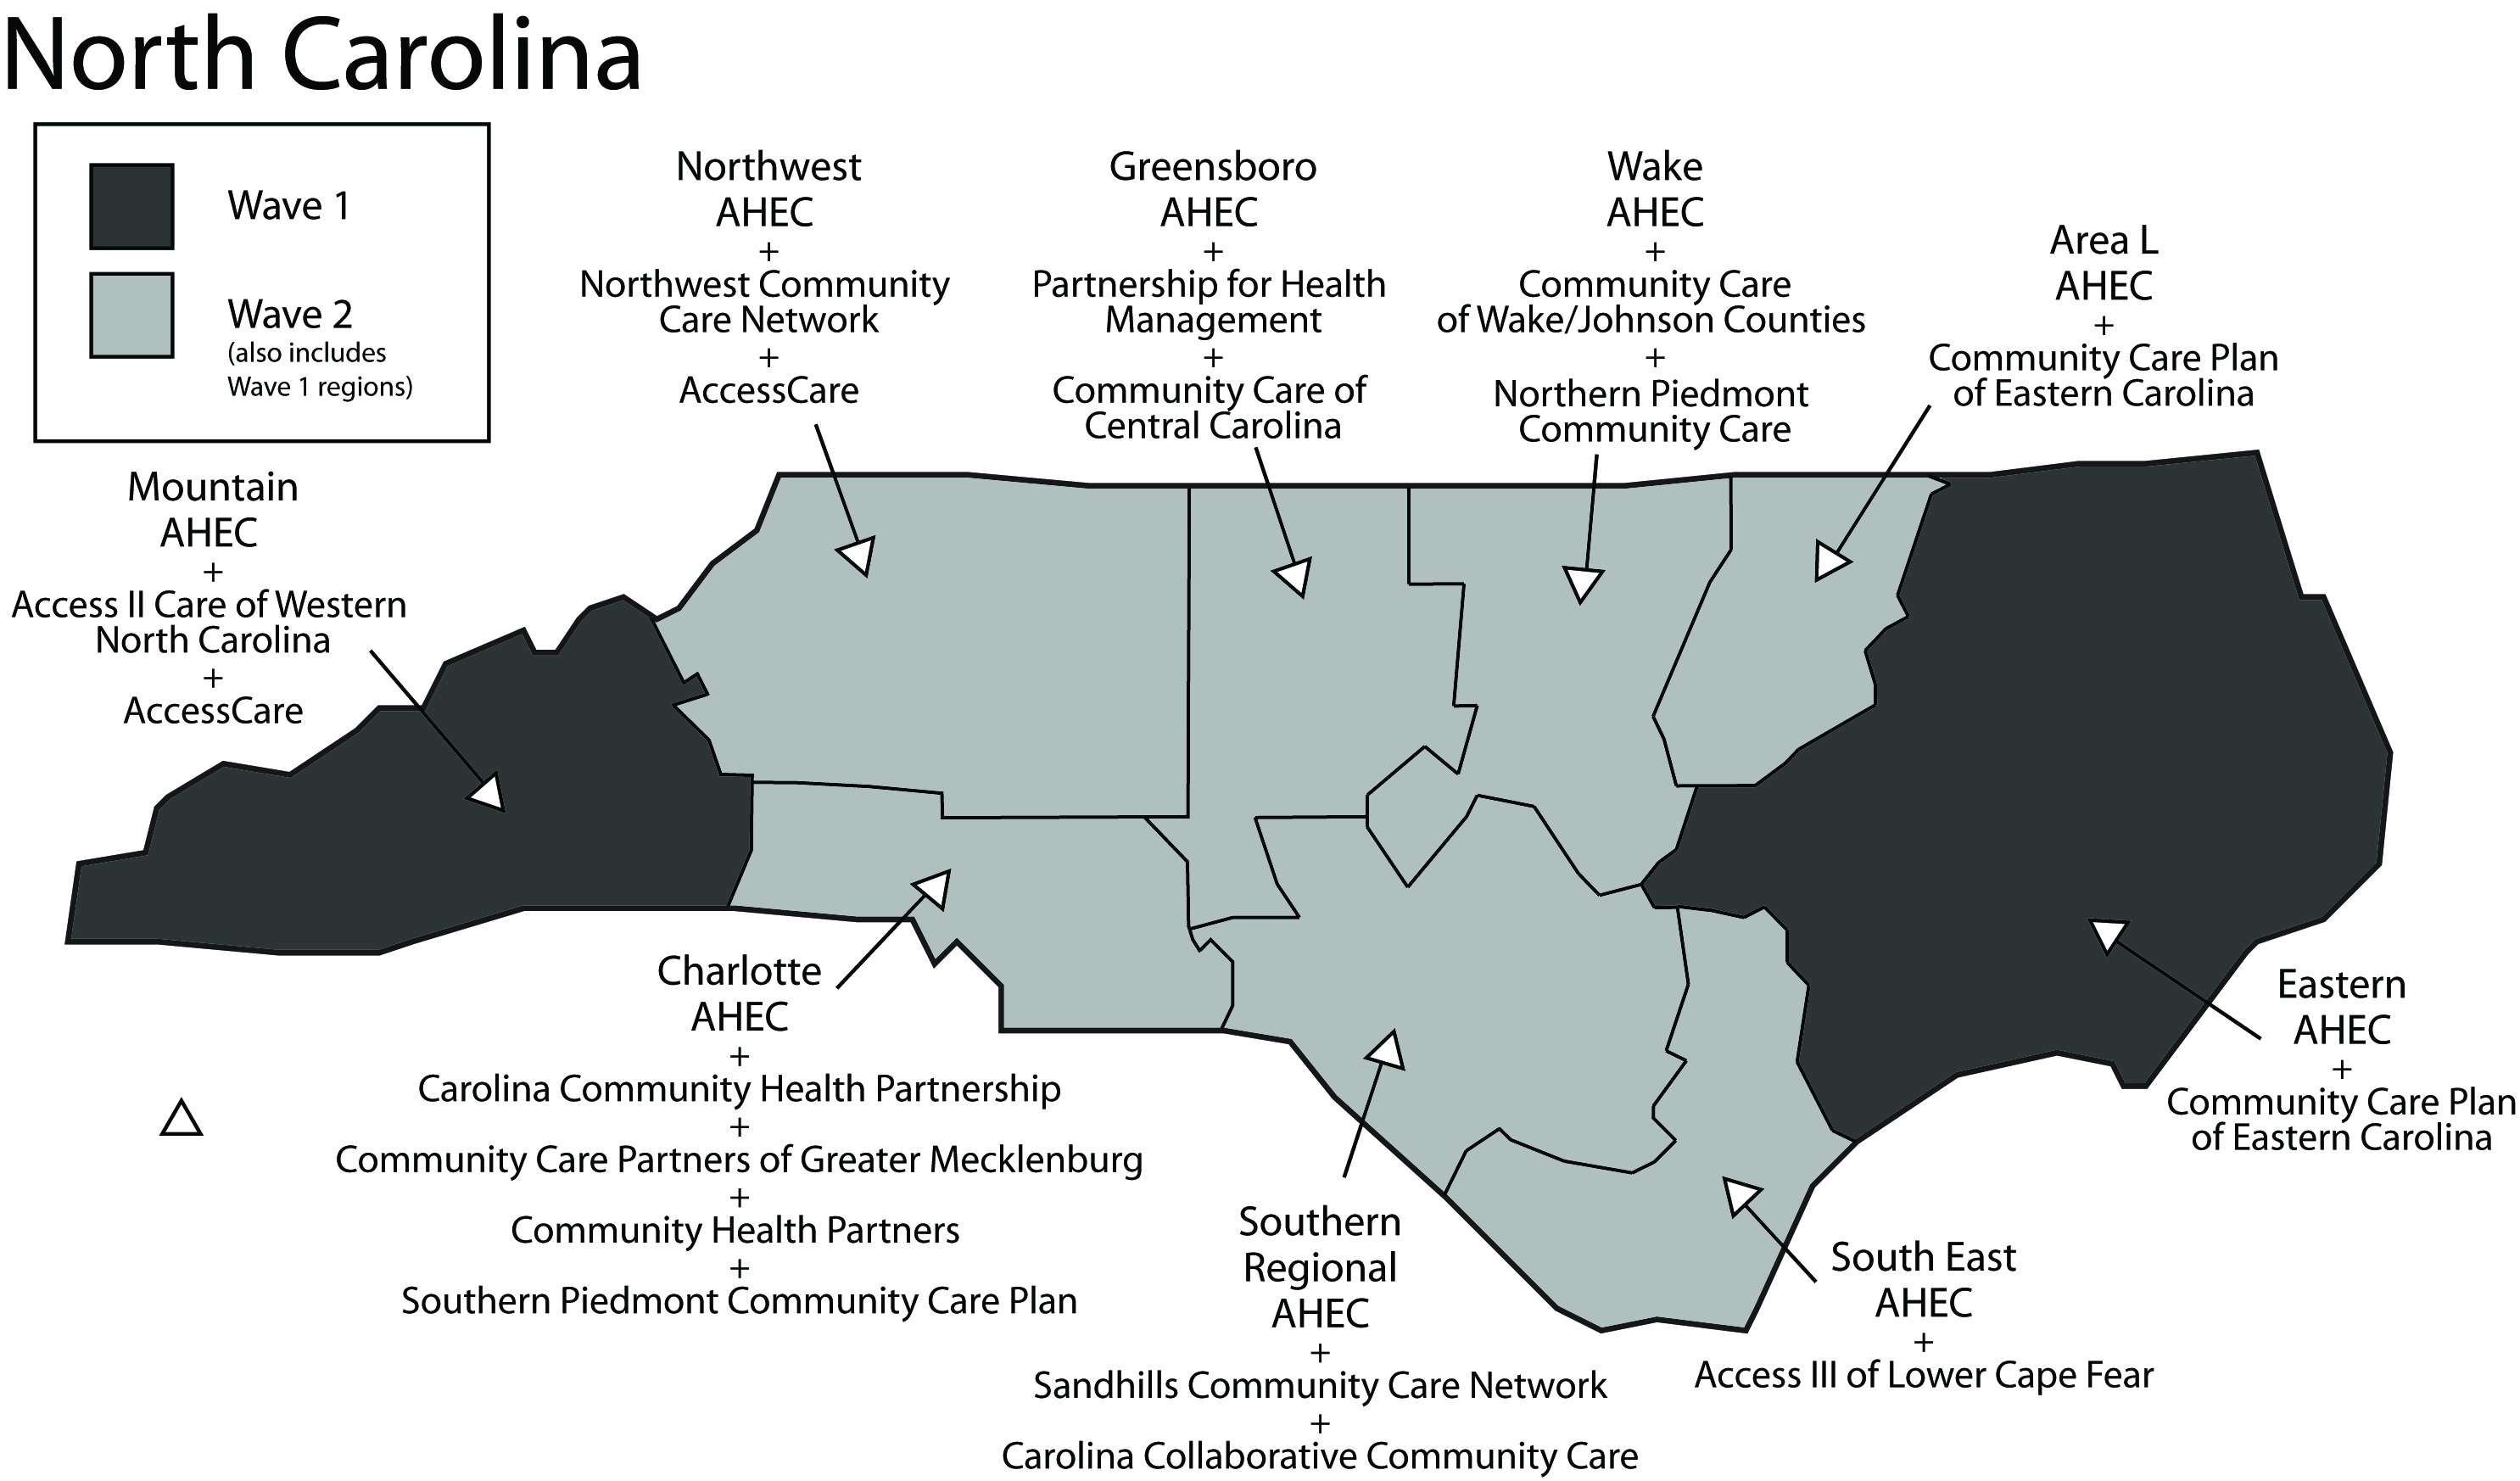 North Carolina
Wave 1
Wave 2
(also includes
Wave 1 regions)
Northwest
AHEC
+
Northwest Community
Care Network
+
AccessCare
Greensboro
AHEC
+
Partnership for Health
Management
+
Community Care of
Central Carolina
Wake
AHEC
+
Community Care
of Wake/Johnson Counties
+
Northern Piedmont
Community Care
Area L
AHEC
+
Community Care Plan
of Eastern Carolina
Mountain
AHEC
+
Access II Care of Western
North Carolina
+
AccessCare
Charlotte
AHEC
+
Carolina Community Health Partnership
+
Community Care Partners of Greater Mecklenburg
+
Community Health Partners
+
Southern Piedmont Community Care Plan
Southern
Regional
AHEC
+
Sandhills Community Care Network
+
Carolina Collaborative Community Care
South East
AHEC
+
Access III of Lower Cape Fear
Eastern
AHEC
+
Community Care Plan
of Eastern Carolina